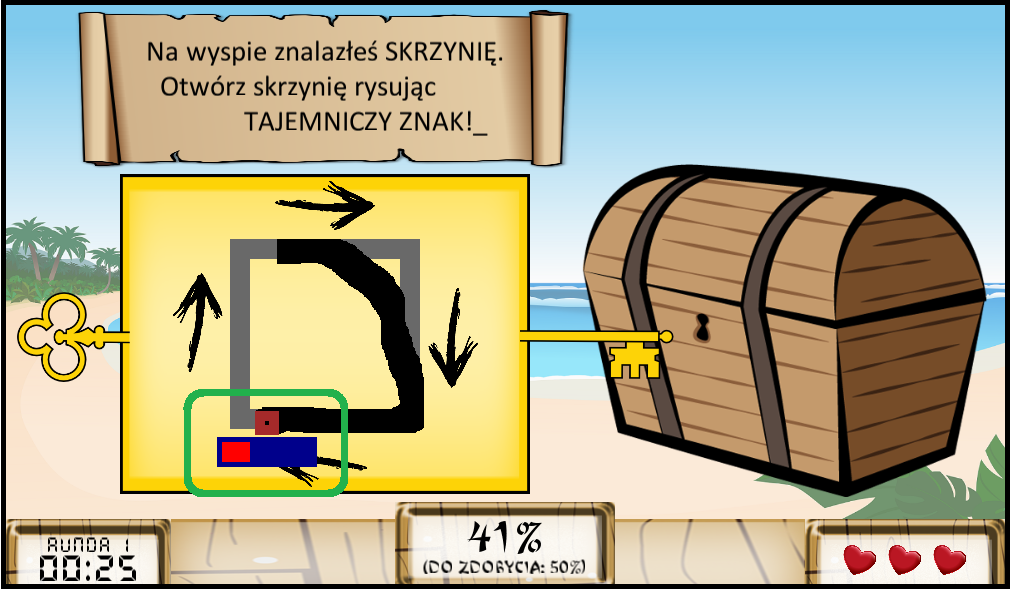 Na wyspie znalazłeś SKRZYNIĘ.
Otwórz skrzynię rysując
TAJEMNICZY ZNAK!_
RUNDA 1
00:25
41%
(DO ZDOBYCIA: 50%)